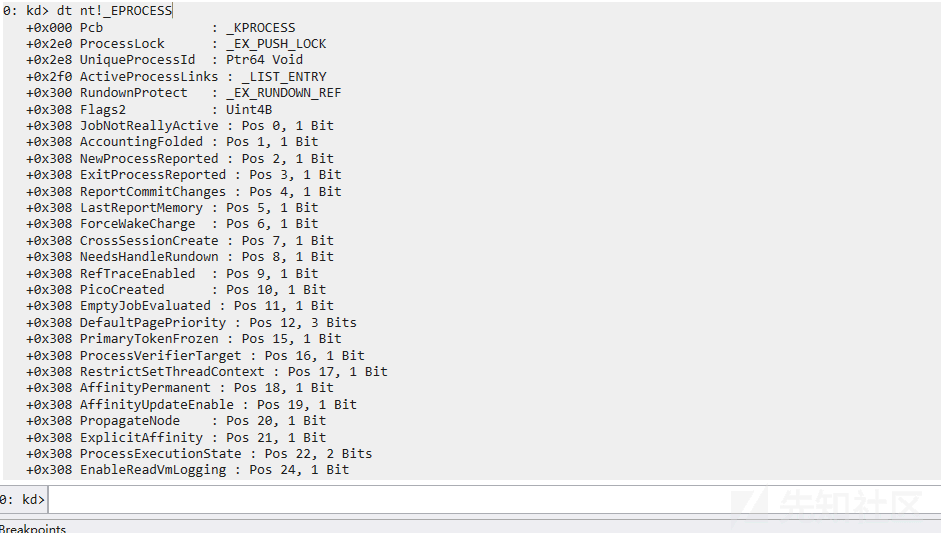 0: kd> dt nt!_EPROCESS
+0x000 Pcb : _KPROCESS
+0x2e0 ProcessLock : _EX_PUSH_LOCK
+0x2e8 UniqueProcessId : Ptr64 Void
+0x2f0 ActiveProcessLinks : _LIST_ENTRY
+0x300 RundownProtect : _EX_RUNDOWN_REF
+0x308 Flags2 : Uint4B
+0x308 JobNotReallyActive : Pos 0, 1 Bit
+0x308 AccountingFolded : Pos 1, 1 Bit
+0x308 NewProcessReported : Pos 2, 1 Bit
+0x308 ExitProcessReported : Pos 3, 1 Bit
+0x308 ReportCommitChanges : Pos 4, 1 Bit
+0x308 LastReportMemory : Pos 5, 1 Bit
+0x308 ForceWakeCharge : Pos 6, 1 Bit
+0x308 CrossSessionCreate : Pos 7, 1 Bit
+0x308 NeedsHandleRundown : Pos 8, 1 Bit
+0x308 RefTraceEnabled : Pos 9, 1 Bit
+0x308 PicoCreated : Pos 10, 1 Bit
+0x308 EmptyJobEvaluated : Pos 11, 1 Bit
+0x308 DefaultPagePriority : Pos 12, 3 Bits
+0x308 PrimaryTokenFrozen : Pos 15, 1 Bit
+0x308 ProcessVerifierTarget : Pos 16, 1 Bit
+0x308 RestrictSetThreadContext : Pos 17, 1 Bit
+0x308 AffinityPermanent : Pos 18, 1 Bit
+0x308 AffinityUpdateEnable : Pos 19, 1 Bit
+0x308 PropagateNode : Pos 20, 1 Bit
+0x308 ExplicitAffinity : Pos 21, 1 Bit
+0x308 ProcessExecutionState : Pos 22, 2 Bits
+0x308 EnableReadVmLogging : Pos 24, 1 Bit
0: kd>
先知社区
Breakpoints